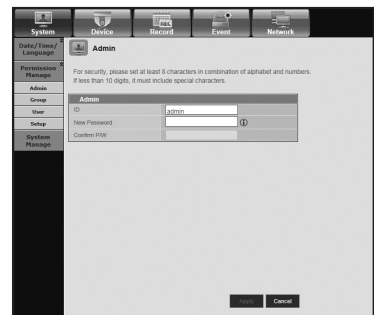 System Device Record Event Network
Date/Time/
Language
Permission
Manage
Admin
Group
User
Setup
System
Manage
Admin
For security, please set at least 8 characters in combination of alphabet and numbers.
If less than 10 digits, it must include special characters.
Admin
ID admin
New Password
Confirm P/W
Apply Cancel